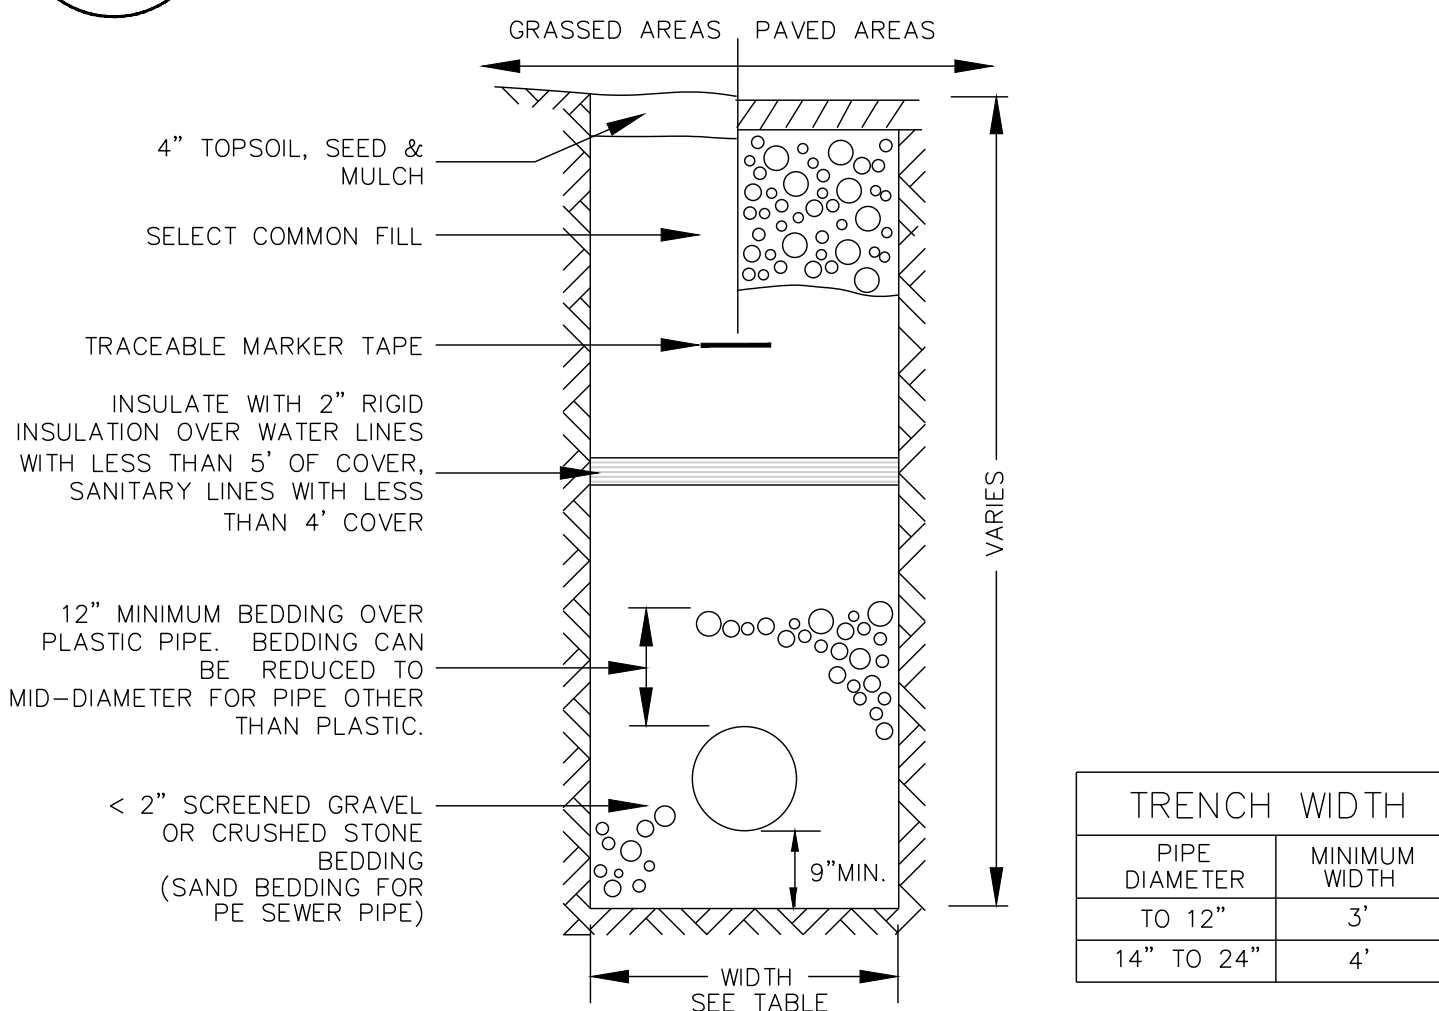 GRASSED AREAS
PAVED AREAS
4” TOPSOIL, SEED &
MULCH
SELECT COMMON FILL
TRACEABLE MARKER TAPE
INSULATE WITH 2” RIGID
INSULATION OVER WATER LINES
WITH LESS THAN 5’ OF COVER,
SANITARY LINES WITH LESS
THAN 4’ COVER
VARIES
12” MINIMUM BEDDING OVER
PLASTIC PIPE. BEDDING CAN
BE REDUCED TO
MID–DIAMETER FOR PIPE OTHER
THAN PLASTIC.
< 2” SCREENED GRAVEL
OR CRUSHED STONE
BEDDING
(SAND BEDDING FOR
PE SEWER PIPE)
9”MIN.
WIDTH
SEE TABLE
TRENCH WIDTH
PIPE
DIAMETER
MINIMUM
WIDTH
TO 12”
3’
14” TO 24”
4’